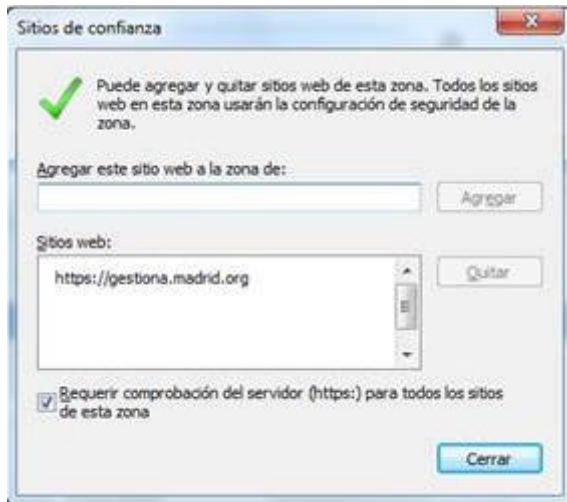 Sitios de confianza
Puede agregar y quitar sitios web de esta zona. Todos los sitios
web en esta zona usarán la configuración de seguridad de la
zona.
Agregar este sitio web a la zona de:
Agregar
Sitios web:
https://gestiona.madrid.org
Quitar
Requerir comprobación del servidor (https:) para todos los sitios
de esta zona
Cerrar